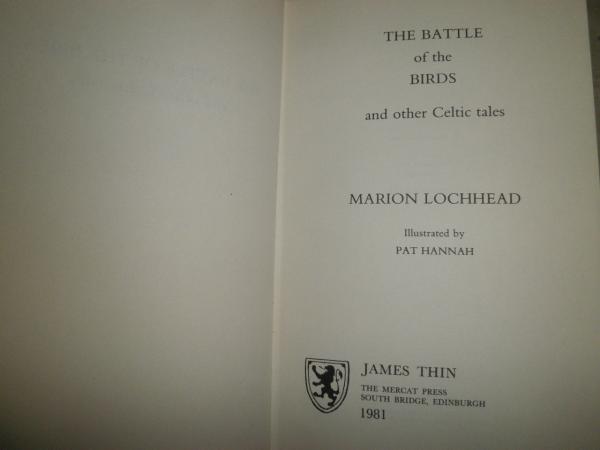 THE BATTLE
of the
BIRDS
and other Celtic tales
MARION LOCHHEAD
Illustrated by
PAT HANNAH
JAMES THIN
THE MERCAT PRESS
SOUTH BRIDGE, EDINBURGH
1981